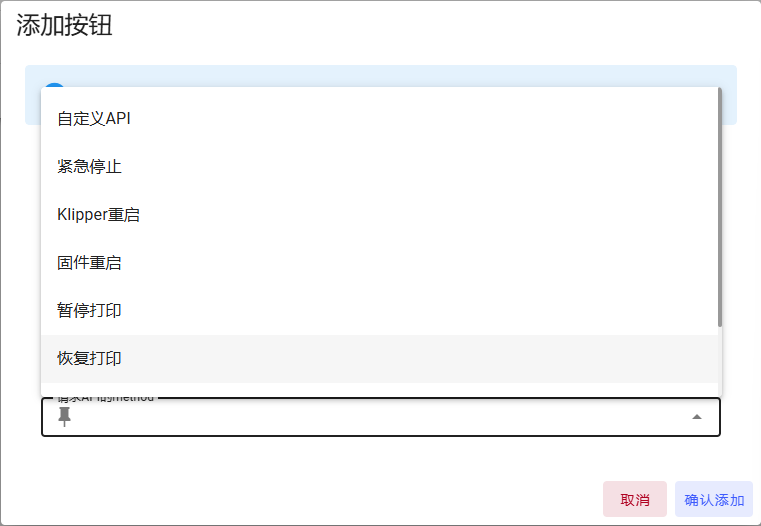 添加按钮
自定义API
紧急停止
Klipper重启
固件重启
暂停打印
恢复打印
请求API的method
取消
确认添加